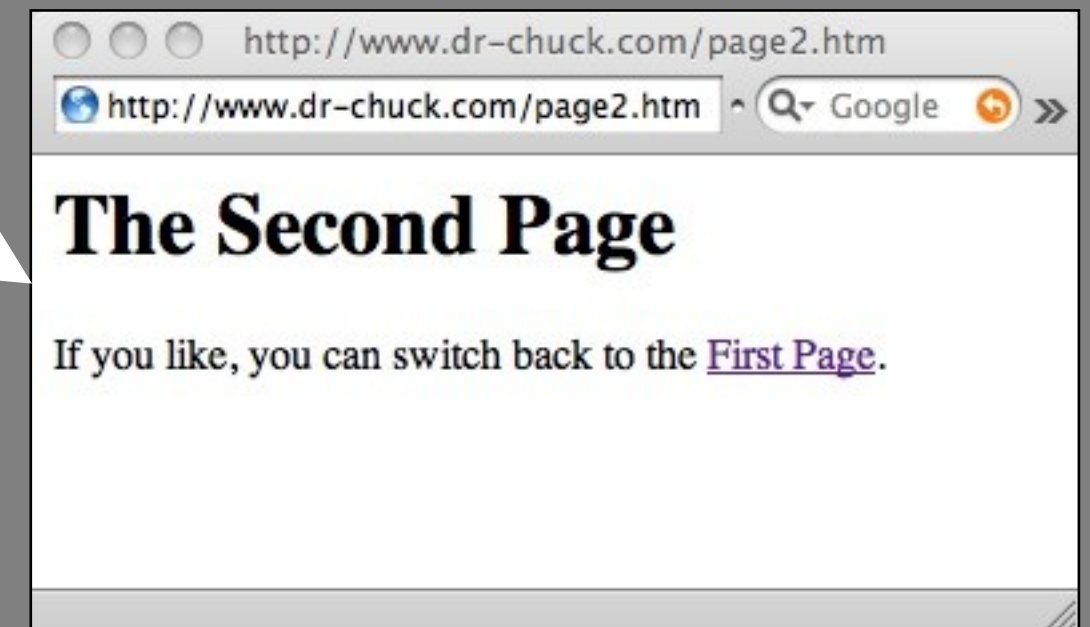 http://www.dr-chuck.com/page2.htm
http://www.dr-chuck.com/page2.htm Google
The Second Page
If you like, you can switch back to the First Page.